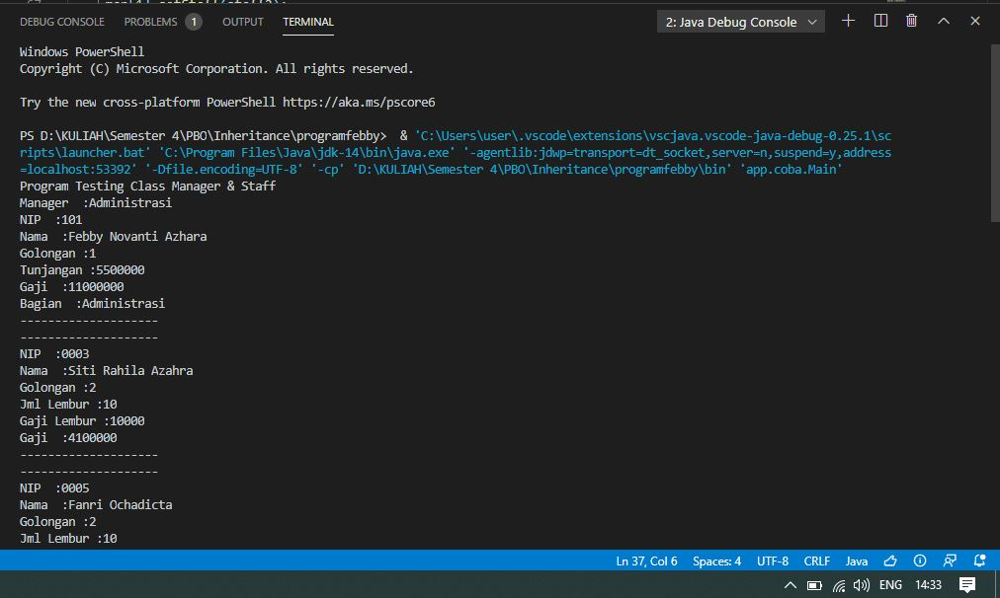 DEBUG CONSOLE PROBLEMS 1 OUTPUT TERMINAL 2: Java Debug Console
Windows PowerShell
Copyright (C) Microsoft Corporation. All rights reserved.
Try the new cross-platform PowerShell https://aka.ms/pscore6
PS D:\KULIAH\Semester 4\PBO\Inheritance\programfebby>  & 'C:\Users\user\.vscode\extensions\vscjava.vscode-java-debug-0.25.1\sc
ripts\launcher.bat' 'C:\Program Files\Java\jdk-14\bin\java.exe' '-agentlib:jdwp=transport=dt_socket,server=n,suspend=y,address
=localhost:53392' '-Dfile.encoding=UTF-8' '-cp' 'D:\KULIAH\Semester 4\PBO\Inheritance\programfebby\bin' 'app.coba.Main'
Program Testing Class Manager & Staff
Manager  :Administrasi
NIP  :101
Nama  :Febby Novanti Azhara
Golongan :1
Tunjangan :5500000
Gaji  :11000000
Bagian  :Administrasi
--------------------
--------------------
NIP  :0003
Nama  :Siti Rahila Azahra
Golongan :2
Jml Lembur :10
Gaji Lembur :10000
Gaji  :4100000
--------------------
--------------------
NIP  :0005
Nama  :Fanri Ochadicta
Golongan :2
Jml Lembur :10
Ln 37, Col 6 Spaces: 4 UTF-8 CRLF Java
ENG 14:33